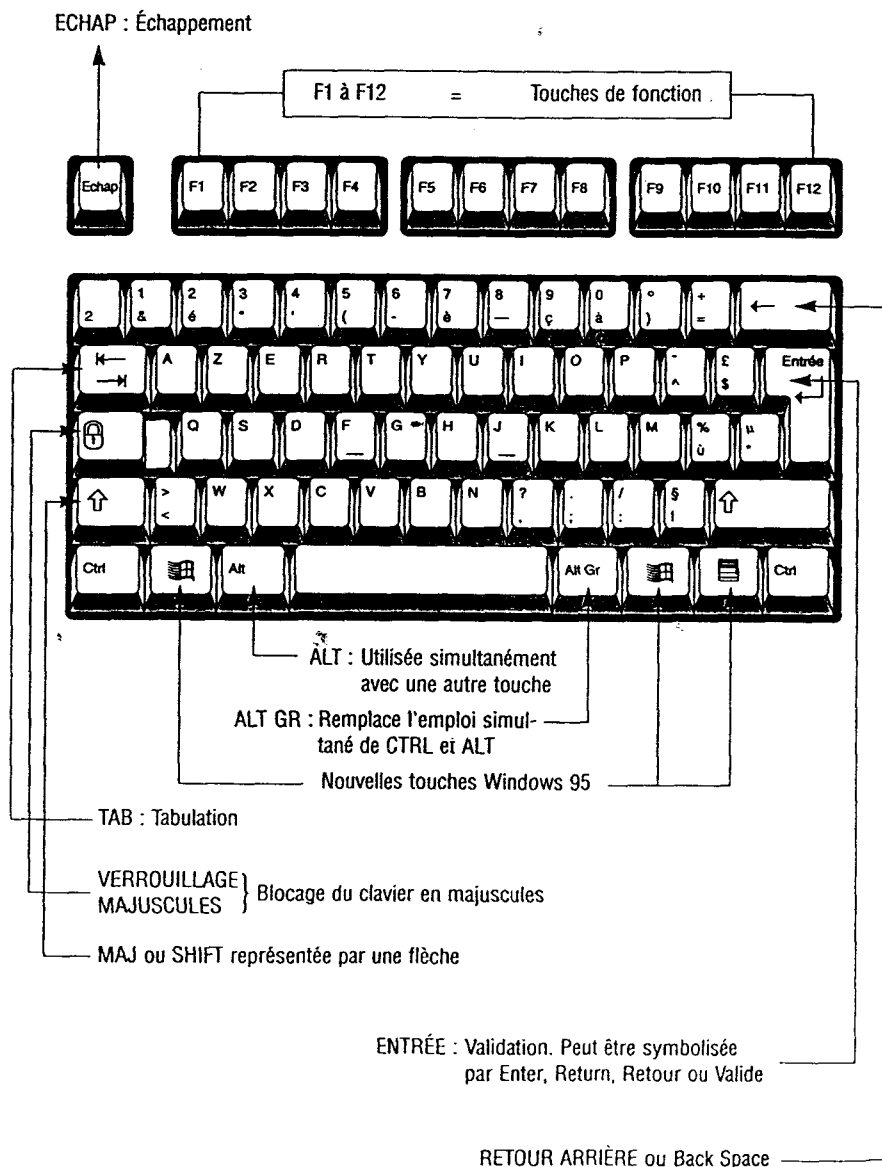 ECHAP : Échappement
F1 à F12 = Touches de fonction
Echap F1 F2 F3 F4 F5 F6 F7 F8 F9 F10 F11 F12
1 2 3 4 5 6 7 8 9 0 ° +
2 & é " ' ( - è — ç à ) = ←
A Z E R T Y U I O P ¨ £ Entrée
^ $
Q S D F G H J K L M % µ
ù *
> W X C V B N ? . / §
< , ; : !
Ctrl Alt Alt Gr Ctrl
ALT : Utilisée simultanément
avec une autre touche
ALT GR : Remplace l'emploi simul-
tané de CTRL et ALT
Nouvelles touches Windows 95
TAB : Tabulation
VERROUILLAGE
MAJUSCULES } Blocage du clavier en majuscules
MAJ ou SHIFT représentée par une flèche
ENTRÉE : Validation. Peut être symbolisée
par Enter, Return, Retour ou Valide
RETOUR ARRIÈRE ou Back Space